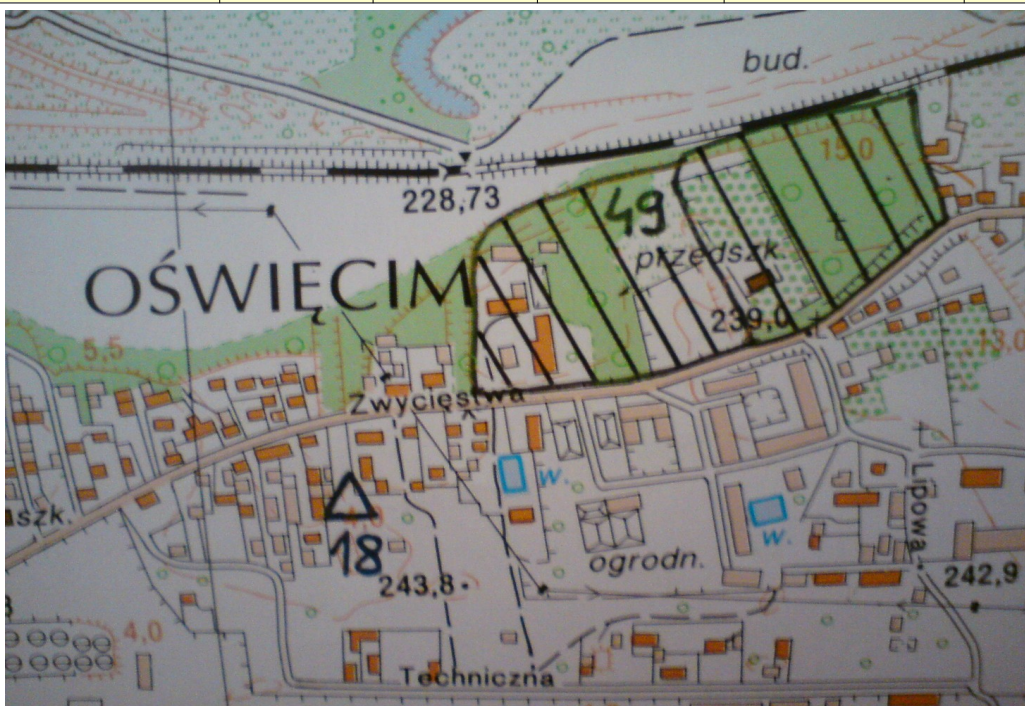 bud.
15,0
228,73
49
przedszk.
OŚWIĘCIM
239,0
5,5
13,0
Zwycięstwa
w.
szk.
Lipowa
w.
18
ogrodn.
243,8
242,9
4,0
Techniczna